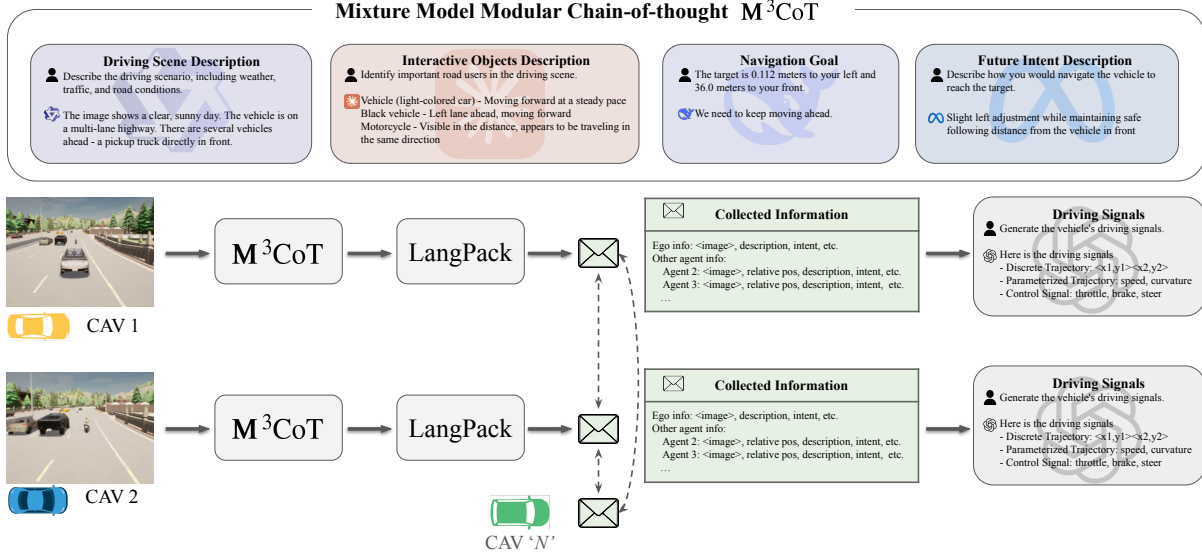 Mixture Model Modular Chain-of-thought M³CoT
Driving Scene Description
Describe the driving scenario, including weather,
traffic, and road conditions.
The image shows a clear, sunny day. The vehicle is on
a multi-lane highway. There are several vehicles
ahead - a pickup truck directly in front.
Interactive Objects Description
Identify important road users in the driving scene.
Vehicle (light-colored car) - Moving forward at a steady pace
Black vehicle - Left lane ahead, moving forward
Motorcycle - Visible in the distance, appears to be traveling in
the same direction
Navigation Goal
The target is 0.112 meters to your left and
36.0 meters to your front.
We need to keep moving ahead.
Future Intent Description
Describe how you would navigate the vehicle to
reach the target.
Slight left adjustment while maintaining safe
following distance from the vehicle in front
CAV 1
M³CoT
LangPack
Collected Information
Ego info: <image>, description, intent, etc.
Other agent info:
Agent 2: <image>, relative pos, description, intent, etc.
Agent 3: <image>, relative pos, description, intent, etc.
...
Driving Signals
Generate the vehicle's driving signals.
Here is the driving signals
- Discrete Trajectory: <x1,y1><x2,y2>
- Parameterized Trajectory: speed, curvature
- Control Signal: throttle, brake, steer
CAV 2
M³CoT
LangPack
Collected Information
Ego info: <image>, description, intent, etc.
Other agent info:
Agent 2: <image>, relative pos, description, intent, etc.
Agent 3: <image>, relative pos, description, intent, etc.
...
Driving Signals
Generate the vehicle's driving signals.
Here is the driving signals
- Discrete Trajectory: <x1,y1><x2,y2>
- Parameterized Trajectory: speed, curvature
- Control Signal: throttle, brake, steer
CAV 'N'